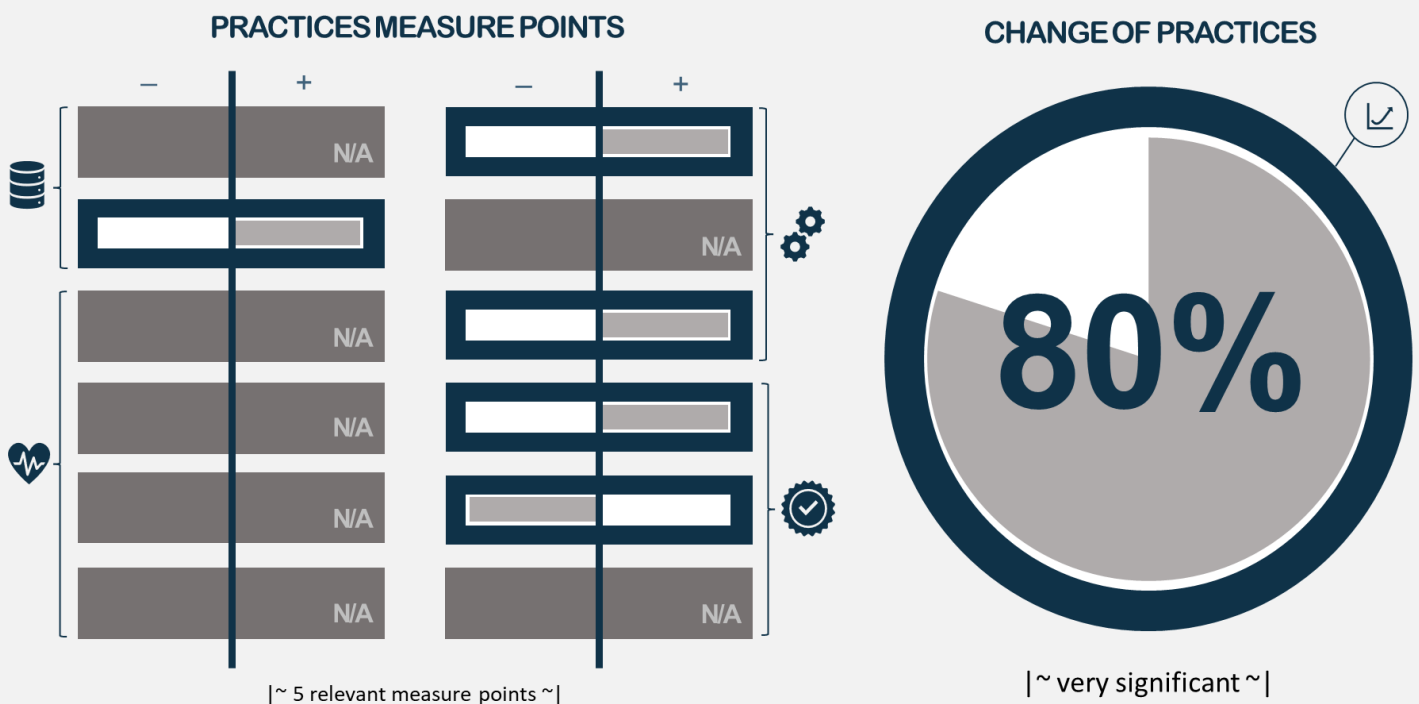 PRACTICES MEASURE POINTS
– +
– +
N/A
N/A
N/A
N/A
N/A
N/A
N/A
|~ 5 relevant measure points ~|
CHANGE OF PRACTICES
80%
|~ very significant ~|